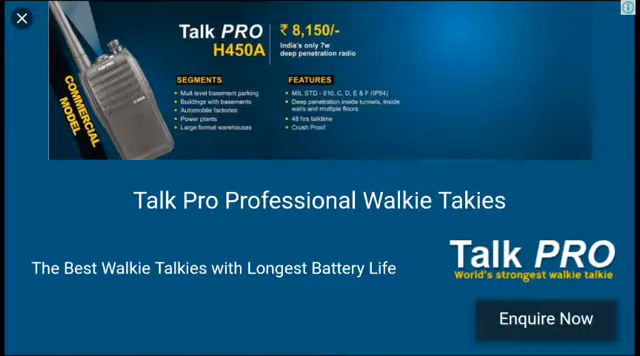 Talk PRO
H450A
₹ 8,150/-
India's only 7w
deep penetration radio
COMMERCIAL
MODEL
SEGMENTS
• Mult level basement parking
• Buildings with basements
• Automobile factories
• Power plants
• Large format warehouses
FEATURES
• MIL STD - 810, C, D, E & F (IP54)
• Deep penetration inside tunnels, inside
walls and multiple floors
• 48 hrs talktime
• Crush Proof
Talk Pro Professional Walkie Takies
The Best Walkie Talkies with Longest Battery Life
Talk PRO
World's strongest walkie talkie
Enquire Now